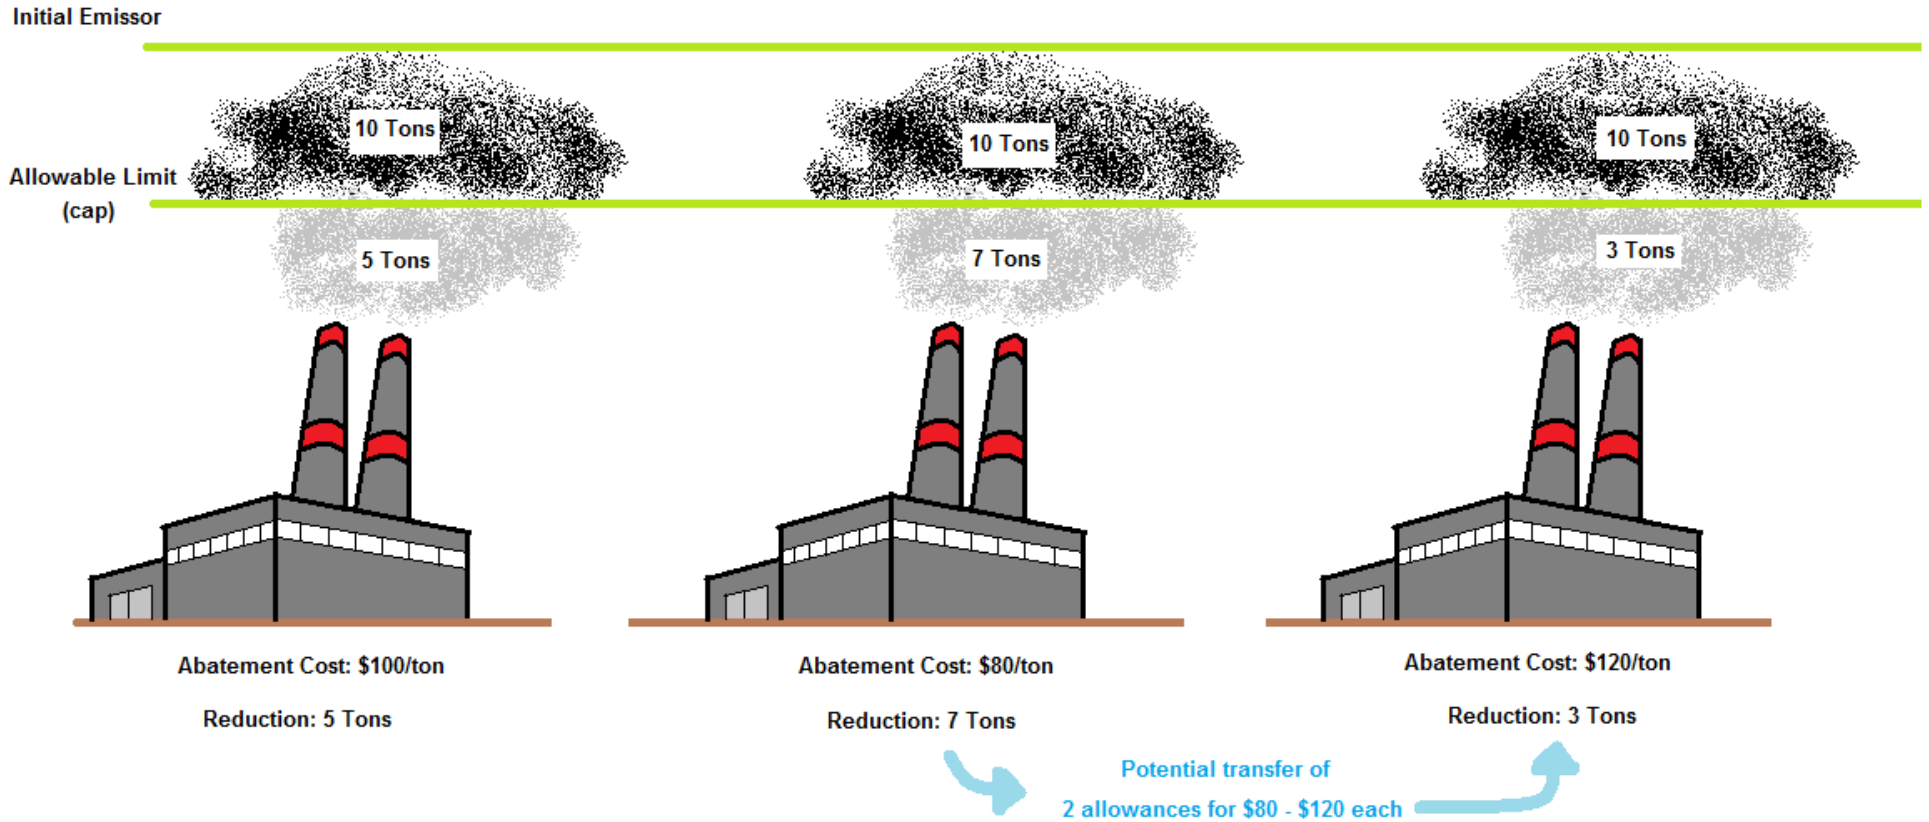 Initial Emissor
10 Tons
10 Tons
10 Tons
Allowable Limit
(cap)
5 Tons
7 Tons
3 Tons
Abatement Cost: $100/ton
Abatement Cost: $80/ton
Abatement Cost: $120/ton
Reduction: 5 Tons
Reduction: 7 Tons
Reduction: 3 Tons
Potential transfer of
2 allowances for $80 - $120 each